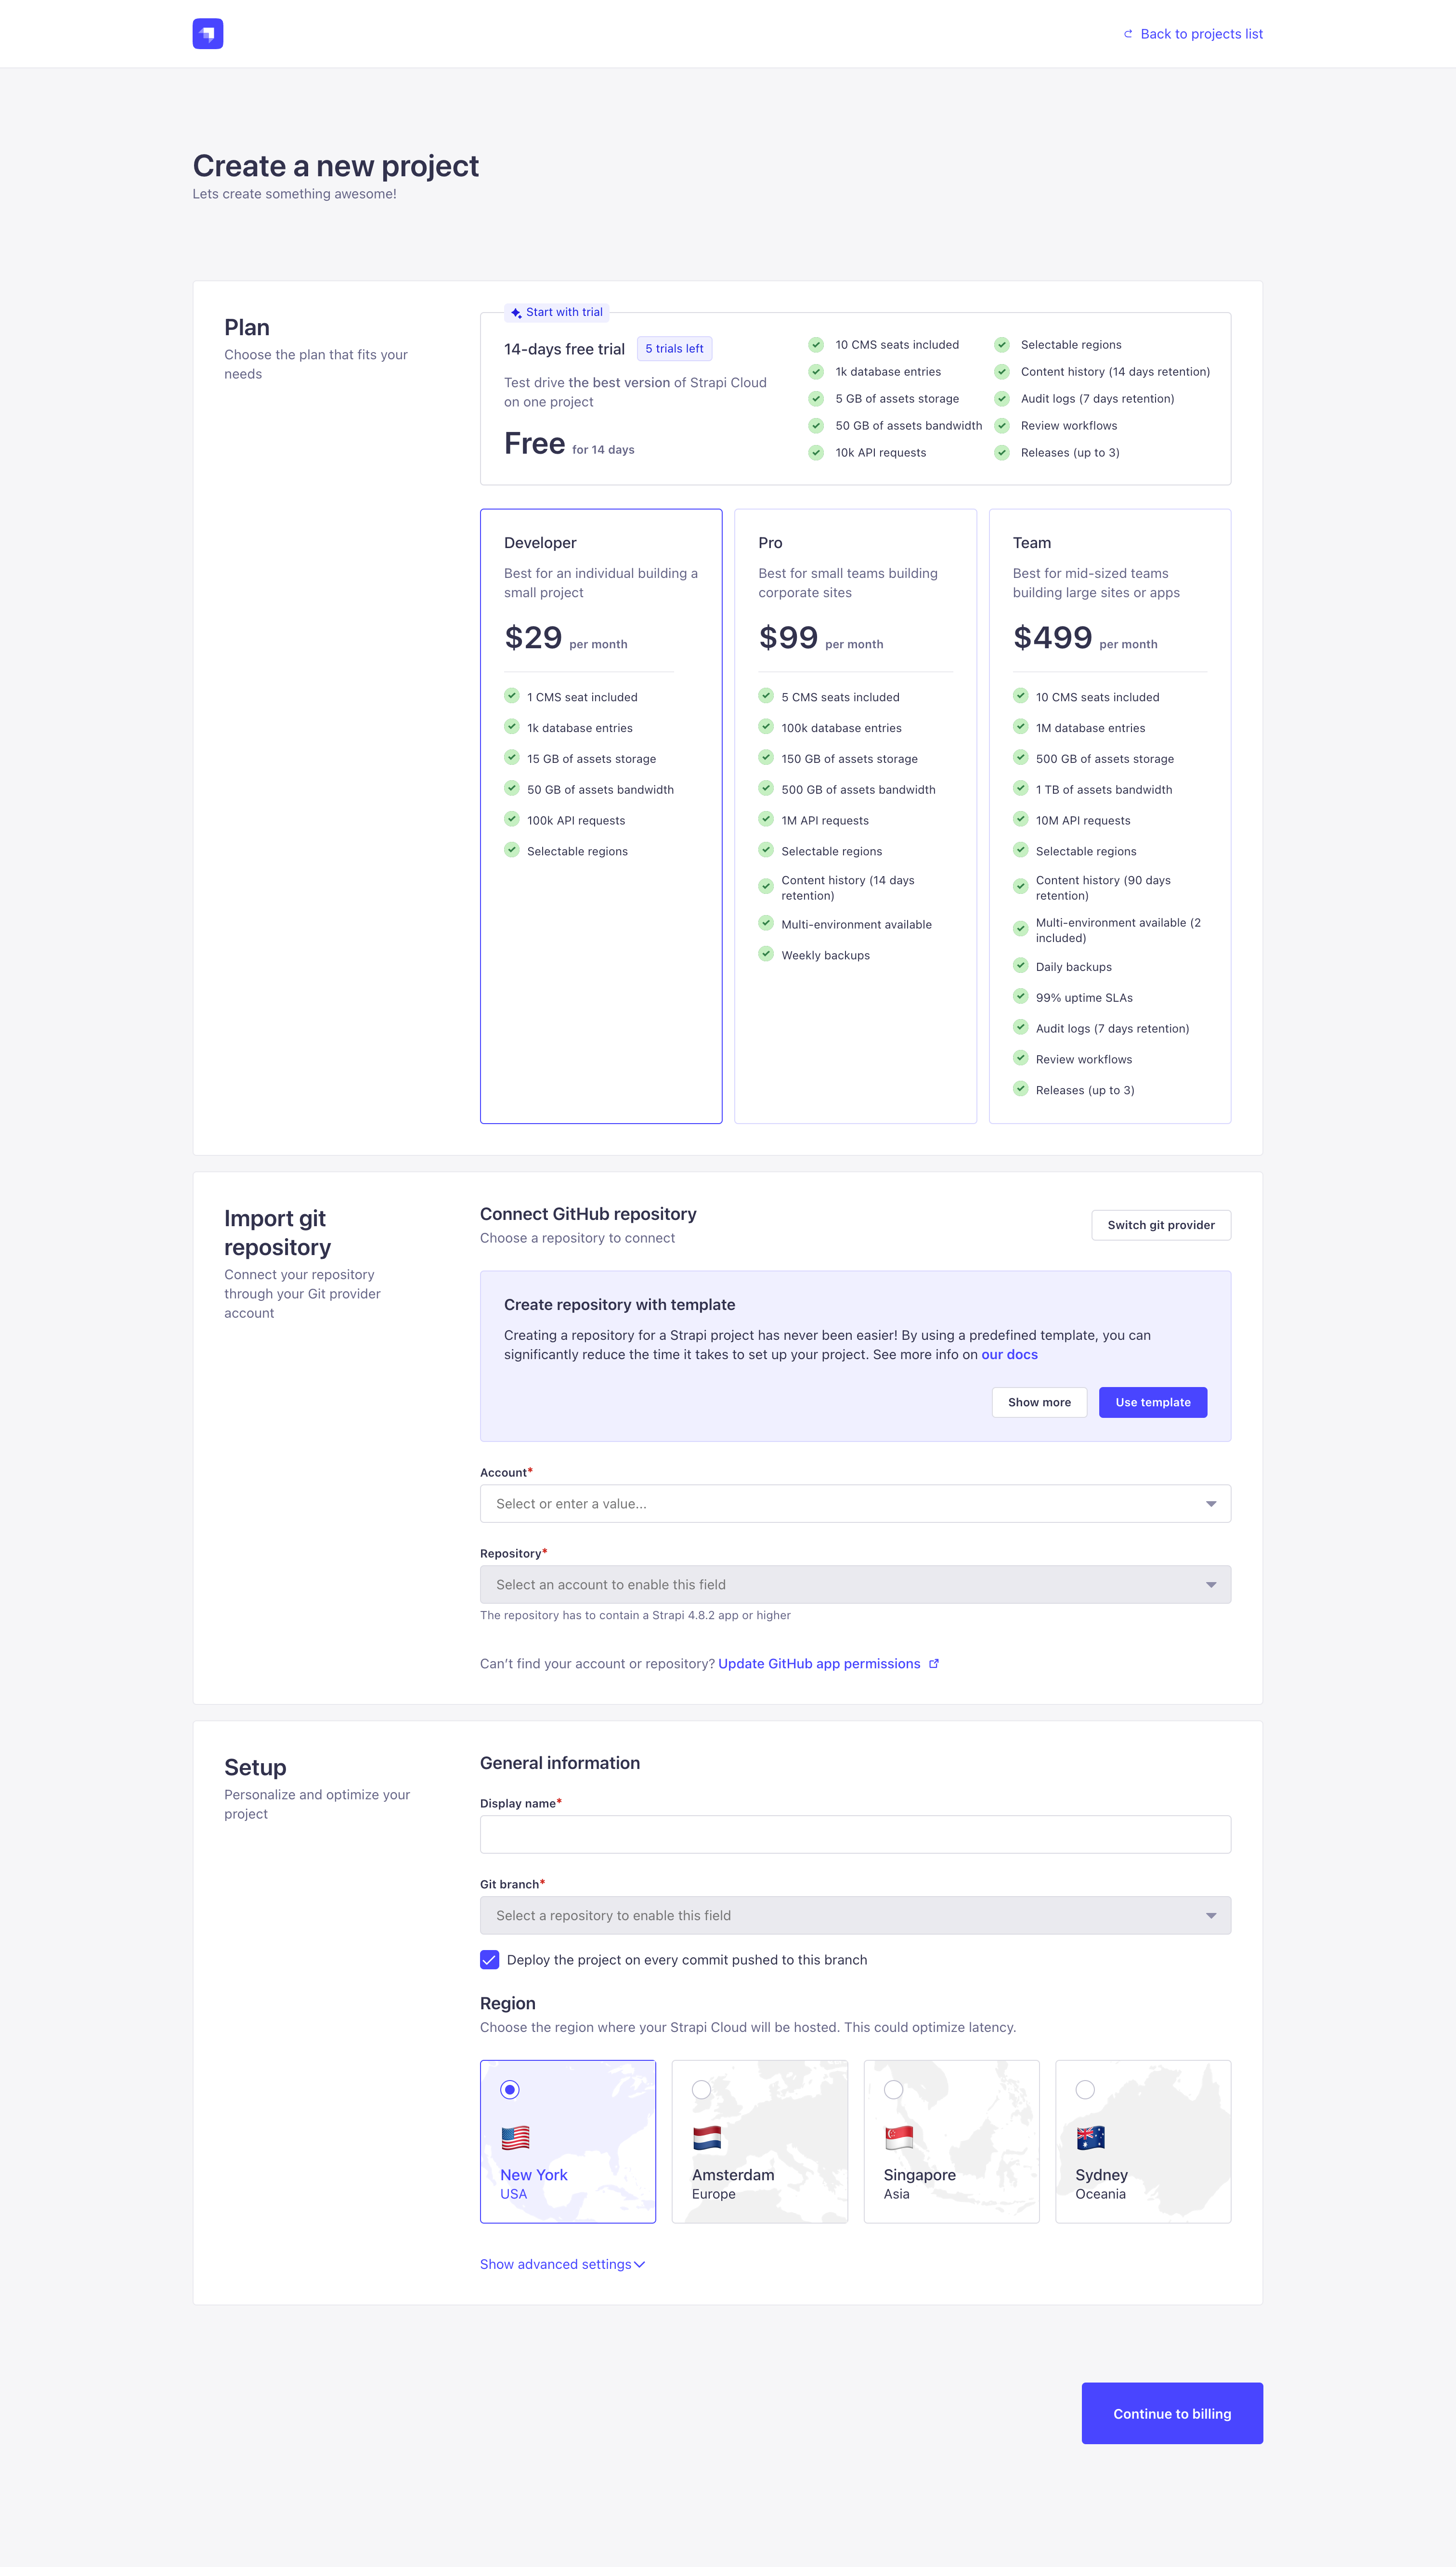 Back to projects list
Create a new project
Lets create something awesome!
Plan
Choose the plan that fits your
needs
Start with trial
14-days free trial
5 trials left
Test drive the best version of Strapi Cloud
on one project
Free for 14 days
10 CMS seats included
1k database entries
5 GB of assets storage
50 GB of assets bandwidth
10k API requests
Selectable regions
Content history (14 days retention)
Audit logs (7 days retention)
Review workflows
Releases (up to 3)
Developer
Best for an individual building a
small project
$29 per month
1 CMS seat included
1k database entries
15 GB of assets storage
50 GB of assets bandwidth
100k API requests
Selectable regions
Pro
Best for small teams building
corporate sites
$99 per month
5 CMS seats included
100k database entries
150 GB of assets storage
500 GB of assets bandwidth
1M API requests
Selectable regions
Content history (14 days
retention)
Multi-environment available
Weekly backups
Team
Best for mid-sized teams
building large sites or apps
$499 per month
10 CMS seats included
1M database entries
500 GB of assets storage
1 TB of assets bandwidth
10M API requests
Selectable regions
Content history (90 days
retention)
Multi-environment available (2
included)
Daily backups
99% uptime SLAs
Audit logs (7 days retention)
Review workflows
Releases (up to 3)
Import git
repository
Connect your repository
through your Git provider
account
Connect GitHub repository
Choose a repository to connect
Switch git provider
Create repository with template
Creating a repository for a Strapi project has never been easier! By using a predefined template, you can
significantly reduce the time it takes to set up your project. See more info on our docs
Show more
Use template
Account*
Select or enter a value...
Repository*
Select an account to enable this field
The repository has to contain a Strapi 4.8.2 app or higher
Can't find your account or repository? Update GitHub app permissions
Setup
Personalize and optimize your
project
General information
Display name*
Git branch*
Select a repository to enable this field
Deploy the project on every commit pushed to this branch
Region
Choose the region where your Strapi Cloud will be hosted. This could optimize latency.
New York
USA
Amsterdam
Europe
Singapore
Asia
Sydney
Oceania
Show advanced settings
Continue to billing